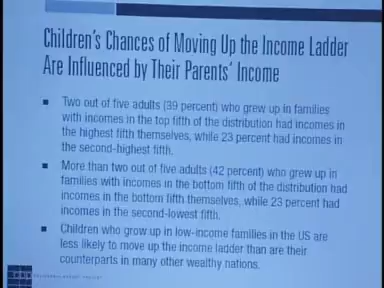 Children's Chances of Moving Up the Income Ladder
Are Influenced by Their Parents' Income
Two out of five adults (39 percent) who grew up in families
with incomes in the top fifth of the distribution had incomes in
the highest fifth themselves, while 23 percent had incomes in
the second-highest fifth.
More than two out of five adults (42 percent) who grew up in
families with incomes in the bottom fifth of the distribution had
incomes in the bottom fifth themselves, while 23 percent had
incomes in the second-lowest fifth.
Children who grow up in low-income families in the US are
less likely to move up the income ladder than are their
counterparts in many other wealthy nations.